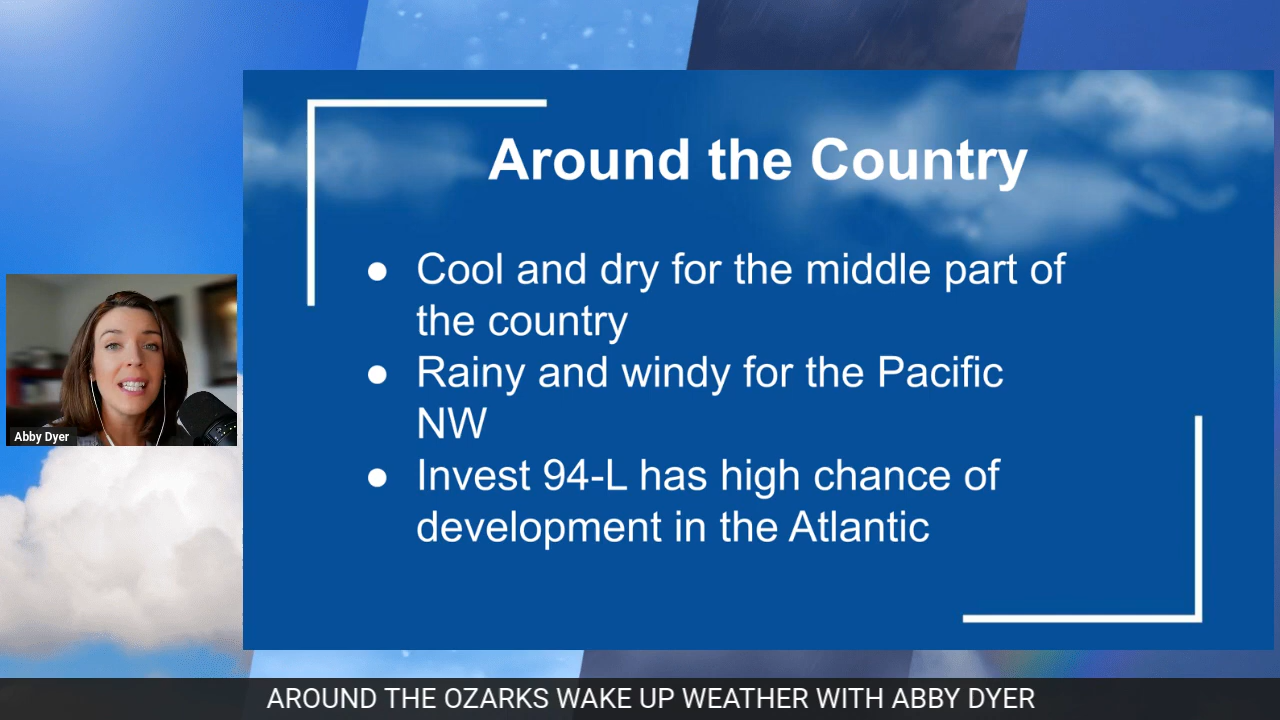 Around the Country
● Cool and dry for the middle part of
the country
● Rainy and windy for the Pacific
NW
● Invest 94-L has high chance of
development in the Atlantic
Abby Dyer
AROUND THE OZARKS WAKE UP WEATHER WITH ABBY DYER